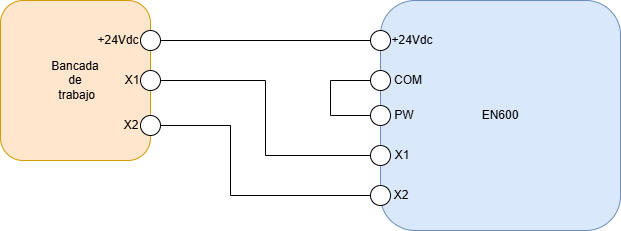 +24Vdc
Bancada
de
trabajo
X1
X2
+24Vdc
COM
PW
EN600
X1
X2